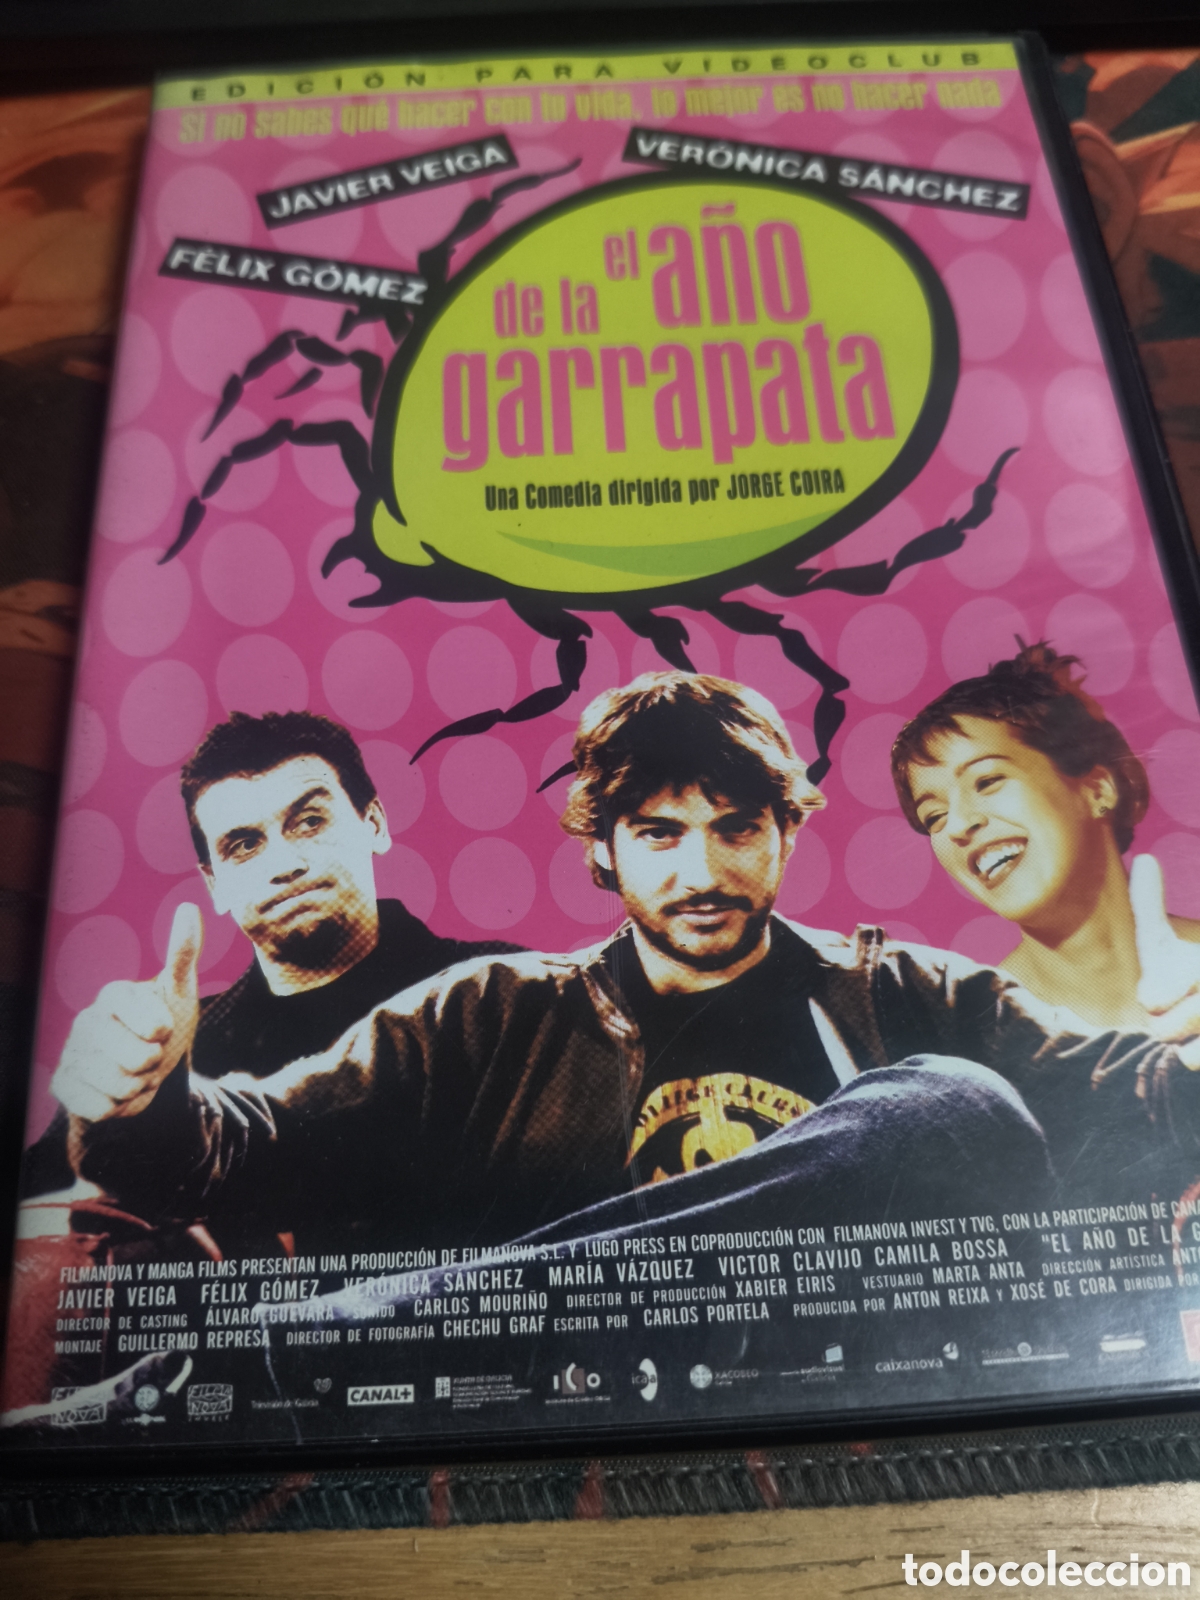 EDICIÓN PARA VIDEOCLUB
Si no sabes qué hacer con tu vida, lo mejor es no hacer nada
JAVIER VEIGA
VERÓNICA SÁNCHEZ
FÉLIX GÓMEZ
el año
de la
garrapata
Una Comedia dirigida por JORGE COIRA
FILMANOVA Y MANGA FILMS PRESENTAN UNA PRODUCCIÓN DE FILMANOVA S.L. Y LUGO PRESS EN COPRODUCCIÓN CON FILMANOVA INVEST Y TVG, CON LA PARTICIPACIÓN DE CANA
JAVIER VEIGA FÉLIX GÓMEZ VERÓNICA SÁNCHEZ MARÍA VÁZQUEZ VICTOR CLAVIJO CAMILA BOSSA "EL AÑO DE LA G
DIRECTOR DE CASTING ÁLVARO GUEVARA SONIDO CARLOS MOURIÑO DIRECTOR DE PRODUCCIÓN XABIER EIRIS VESTUARIO MARTA ANTA DIRECCIÓN ARTÍSTICA
MONTAJE GUILLERMO REPRESA DIRECTOR DE FOTOGRAFÍA CHECHU GRAF ESCRITA POR CARLOS PORTELA PRODUCIDA POR ANTON REIXA Y XOSÉ DE CORA DIRIGIDA POR
CANAL+
ICO
icaa
XACOBEO
caixanova
todocoleccion